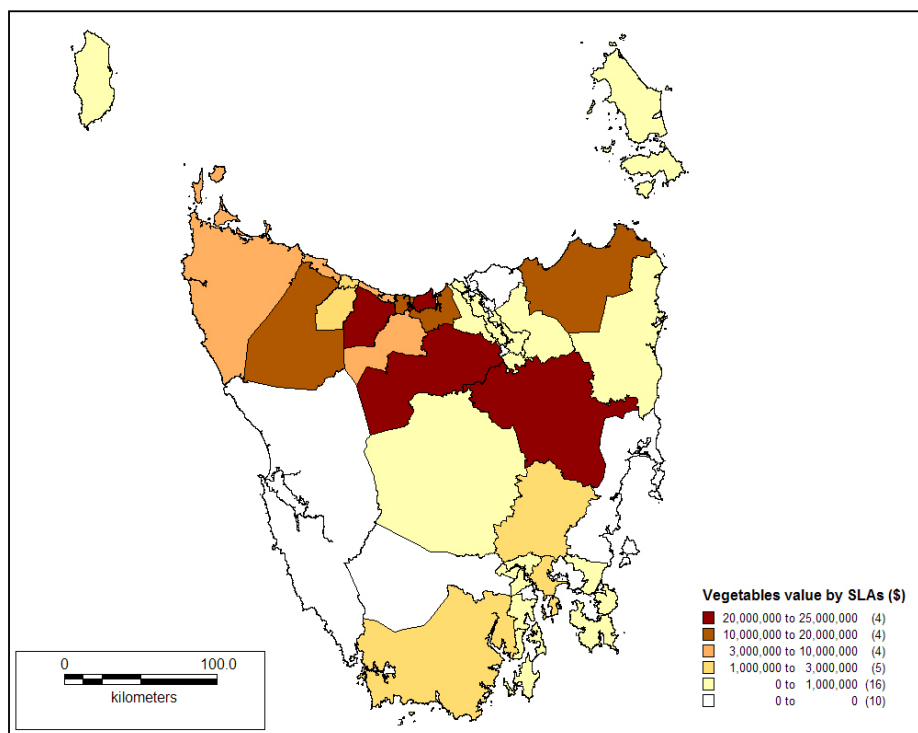 Vegetables value by SLAs ($)
20,000,000 to 25,000,000 (4)
10,000,000 to 20,000,000 (4)
3,000,000 to 10,000,000 (4)
1,000,000 to 3,000,000 (5)
0 to 1,000,000 (16)
0 to 0 (10)
0 100.0
kilometers